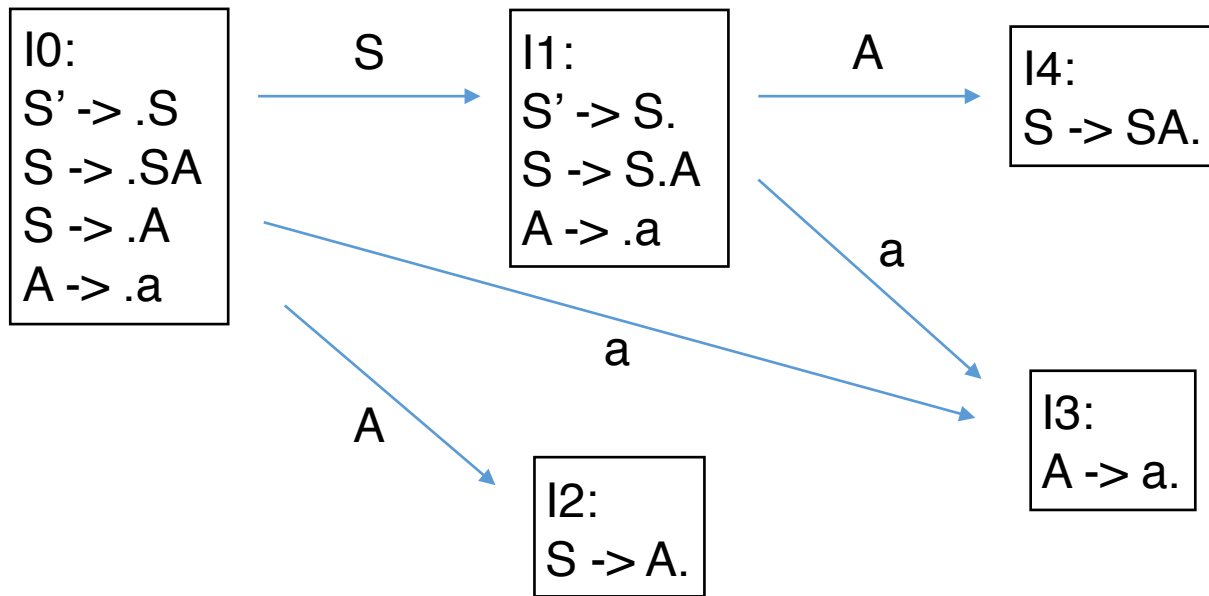 I0:
S’ -> .S
S -> .SA
S -> .A
A -> .a
S
I1:
S’ -> S.
S -> S.A
A -> .a
A
I4:
S -> SA.
a
a
A
I2:
S -> A.
I3:
A -> a.